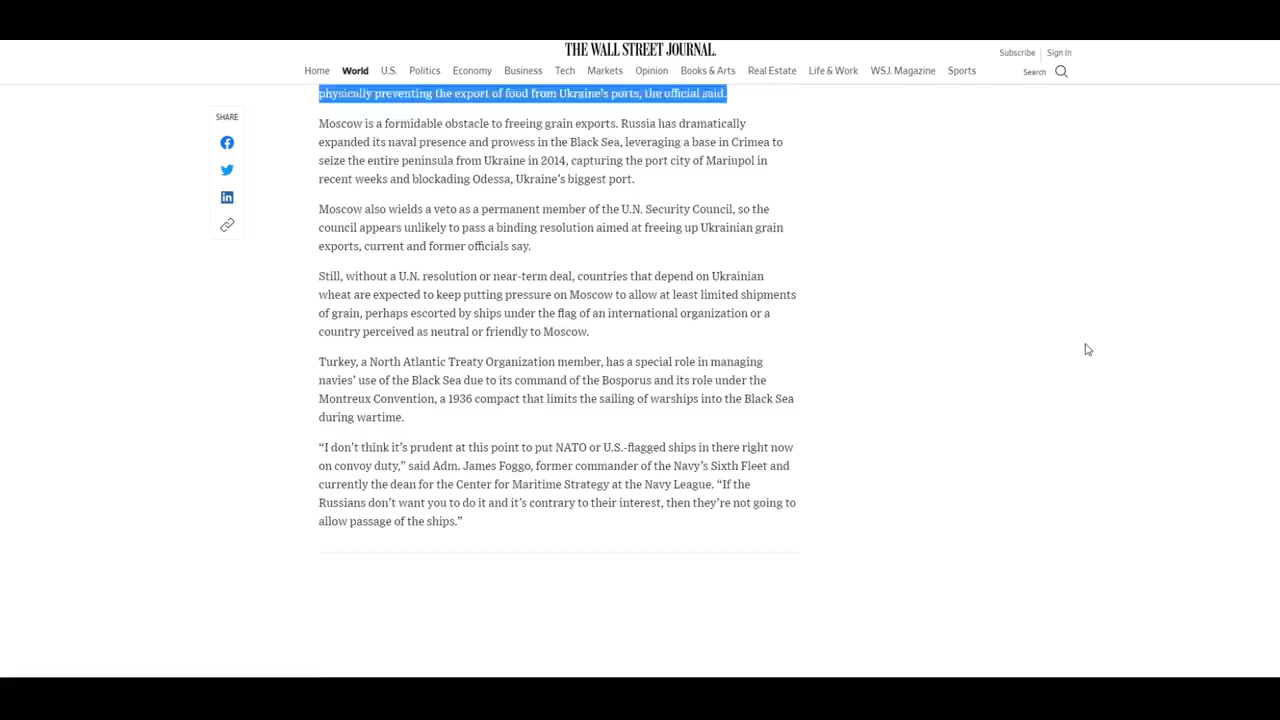 THE WALL STREET JOURNAL.
Subscribe Sign In
Home World U.S. Politics Economy Business Tech Markets Opinion Books & Arts Real Estate Life & Work WSJ. Magazine Sports Search
physically preventing the export of food from Ukraine's ports, the official said.
SHARE
Moscow is a formidable obstacle to freeing grain exports. Russia has dramatically
expanded its naval presence and prowess in the Black Sea, leveraging a base in Crimea to
seize the entire peninsula from Ukraine in 2014, capturing the port city of Mariupol in
recent weeks and blockading Odessa, Ukraine's biggest port.
Moscow also wields a veto as a permanent member of the U.N. Security Council, so the
council appears unlikely to pass a binding resolution aimed at freeing up Ukrainian grain
exports, current and former officials say.
Still, without a U.N. resolution or near-term deal, countries that depend on Ukrainian
wheat are expected to keep putting pressure on Moscow to allow at least limited shipments
of grain, perhaps escorted by ships under the flag of an international organization or a
country perceived as neutral or friendly to Moscow.
Turkey, a North Atlantic Treaty Organization member, has a special role in managing
navies' use of the Black Sea due to its command of the Bosporus and its role under the
Montreux Convention, a 1936 compact that limits the sailing of warships into the Black Sea
during wartime.
“I don't think it's prudent at this point to put NATO or U.S.-flagged ships in there right now
on convoy duty,” said Adm. James Foggo, former commander of the Navy's Sixth Fleet and
currently the dean for the Center for Maritime Strategy at the Navy League. “If the
Russians don't want you to do it and it's contrary to their interest, then they're not going to
allow passage of the ships.”